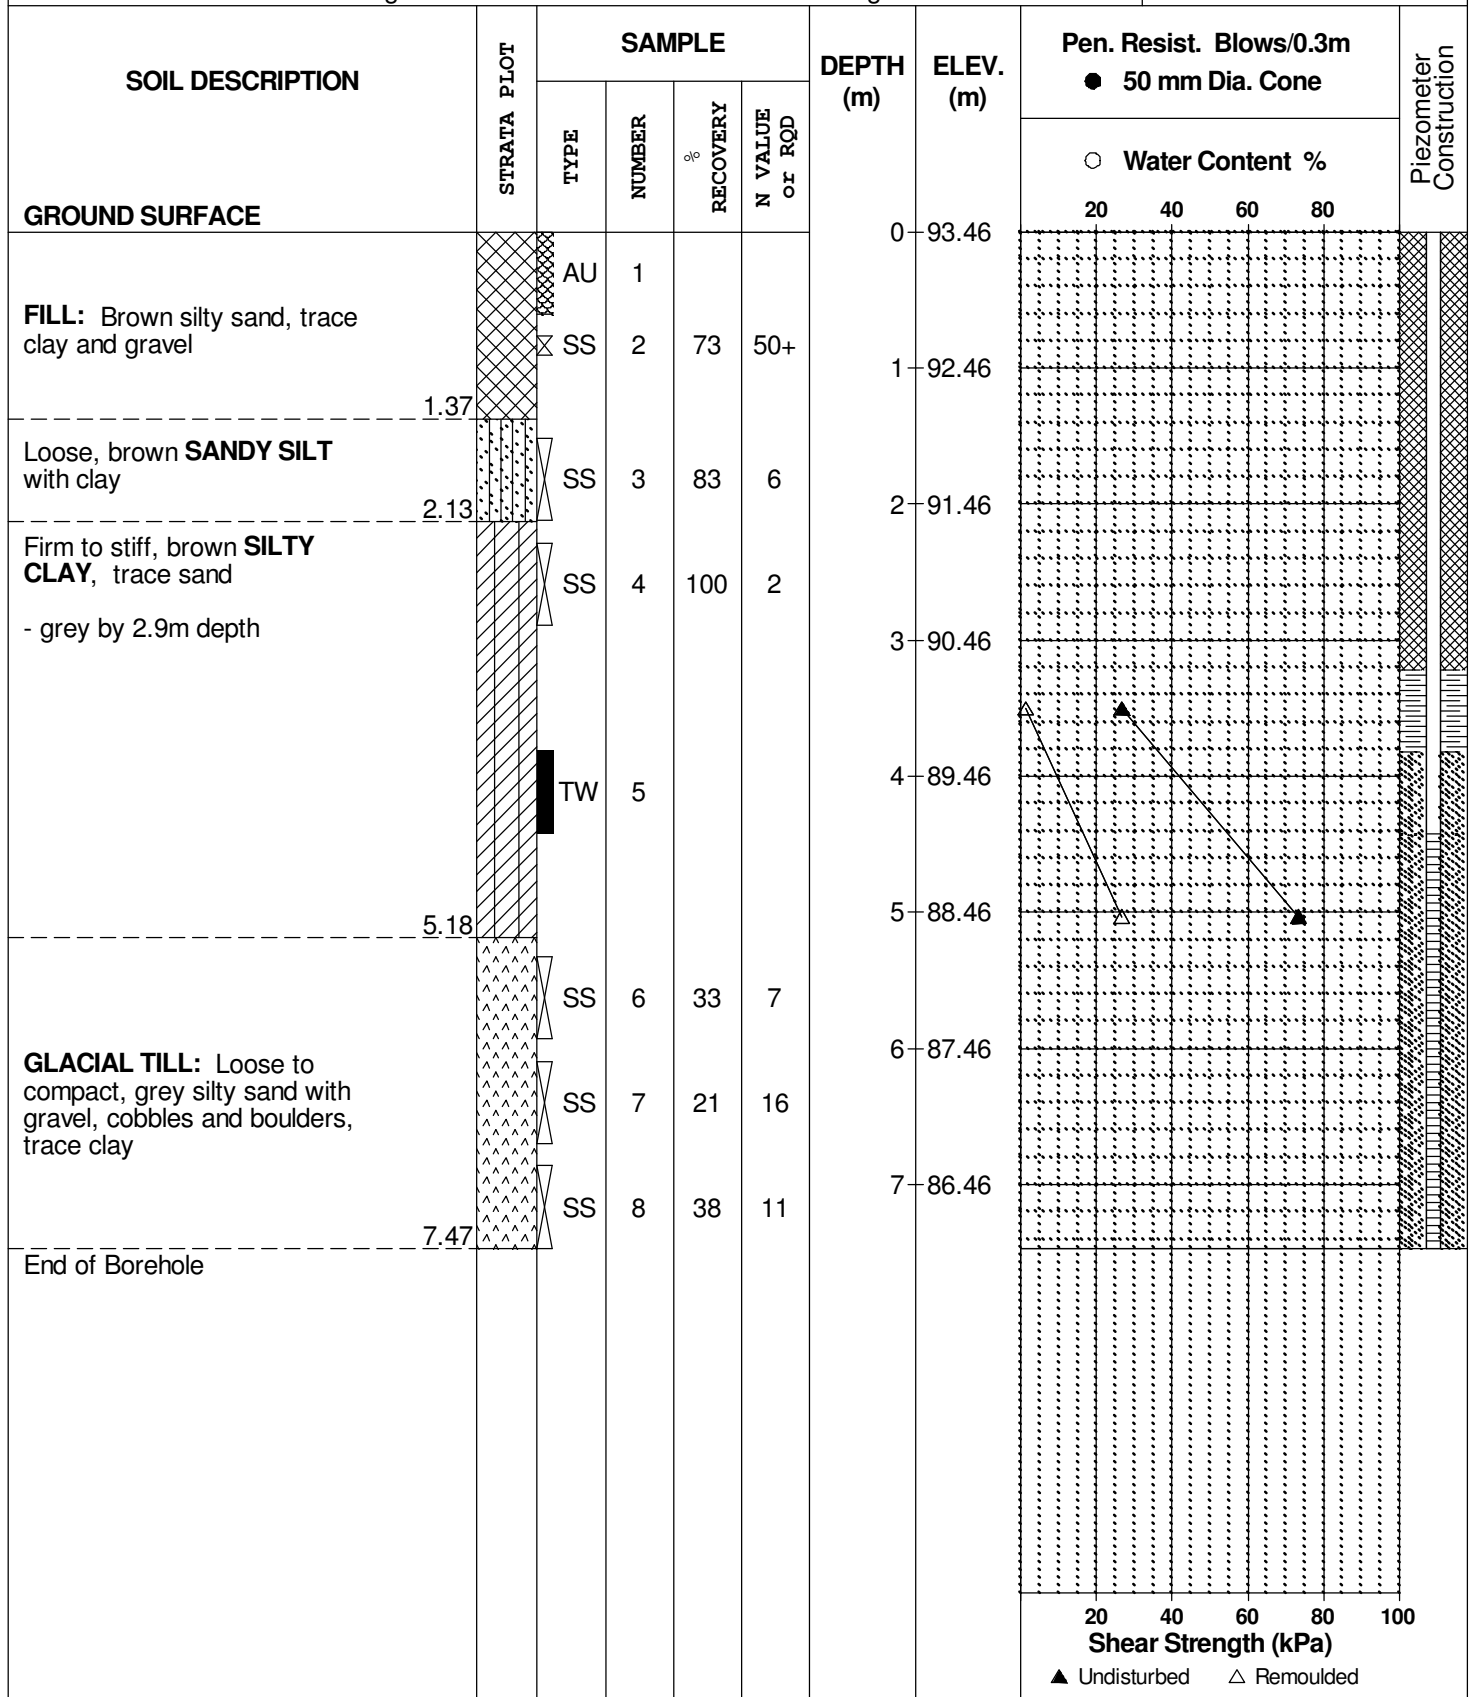 SOIL DESCRIPTION
GROUND SURFACE
STRATA PLOT
SAMPLE
TYPE
NUMBER
% RECOVERY
N VALUE or RQD
DEPTH (m)
ELEV. (m)
Pen. Resist. Blows/0.3m
● 50 mm Dia. Cone
○ Water Content %
20 40 60 80
Piezometer Construction
0 93.46
AU 1
FILL: Brown silty sand, trace
clay and gravel
SS 2 73 50+
1 92.46
1.37
Loose, brown SANDY SILT
with clay
SS 3 83 6
2 91.46
2.13
Firm to stiff, brown SILTY
CLAY, trace sand
SS 4 100 2
- grey by 2.9m depth
3 90.46
4 89.46
TW 5
5 88.46
5.18
SS 6 33 7
6 87.46
GLACIAL TILL: Loose to
compact, grey silty sand with
gravel, cobbles and boulders,
trace clay
SS 7 21 16
7 86.46
SS 8 38 11
7.47
End of Borehole
20 40 60 80 100
Shear Strength (kPa)
▲ Undisturbed △ Remoulded